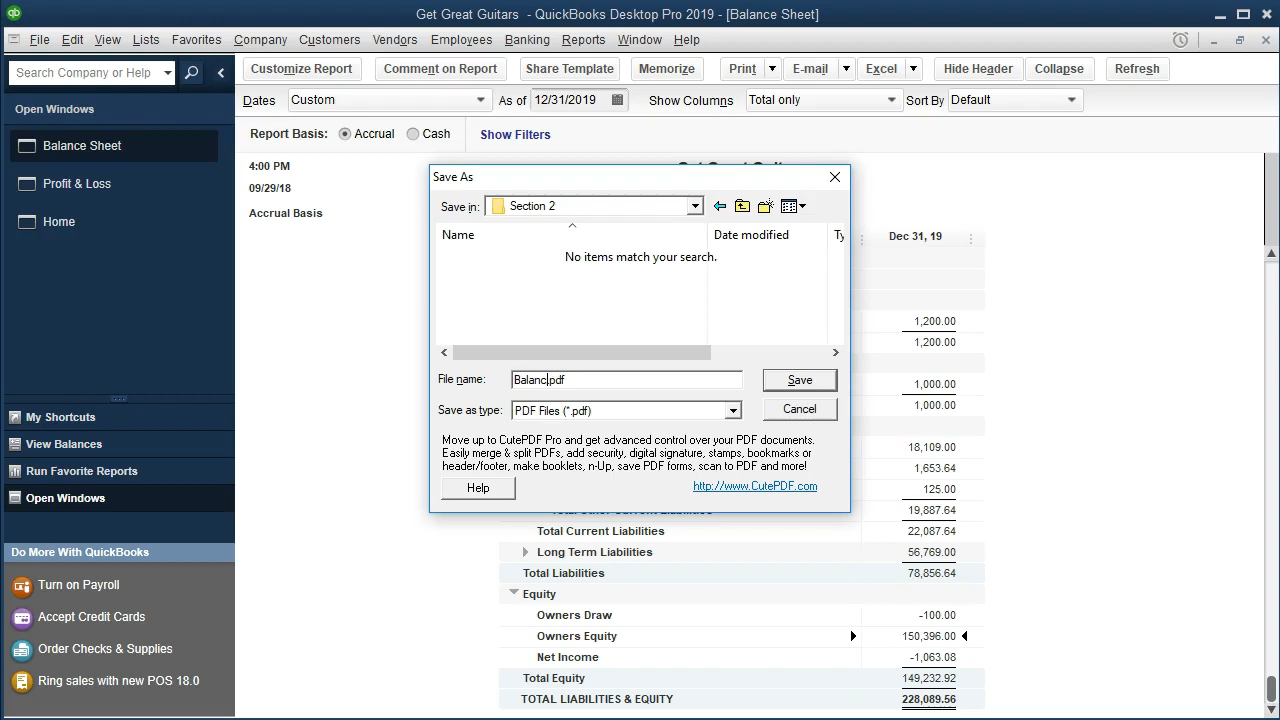 Get Great Guitars - QuickBooks Desktop Pro 2019 - [Balance Sheet]
File Edit View Lists Favorites Company Customers Vendors Employees Banking Reports Window Help
Search Company or Help
Customize Report Comment on Report Share Template Memorize Print E-mail Excel Hide Header Collapse Refresh
Open Windows
Dates Custom As of 12/31/2019 Show Columns Total only Sort By Default
Report Basis: Accrual Cash Show Filters
Balance Sheet
Profit & Loss
Home
My Shortcuts
View Balances
Run Favorite Reports
Open Windows
Do More With QuickBooks
Turn on Payroll
Accept Credit Cards
Order Checks & Supplies
Ring sales with new POS 18.0
4:00 PM
09/29/18
Accrual Basis
Save As
Save in: Section 2
Name Date modified Ty
No items match your search.
File name: Balanc.pdf Save
Save as type: PDF Files (*.pdf) Cancel
Move up to CutePDF Pro and get advanced control over your PDF documents.
Easily merge & split PDFs, add security, digital signature, stamps, bookmarks or
header/footer, make booklets, n-Up, save PDF forms, scan to PDF and more!
Help http://www.CutePDF.com
Dec 31, 19
1,200.00
1,200.00
1,000.00
1,000.00
18,109.00
1,653.64
125.00
19,887.64
Total Current Liabilities 22,087.64
Long Term Liabilities 56,769.00
Total Liabilities 78,856.64
Equity
Owners Draw -100.00
Owners Equity 150,396.00
Net Income -1,063.08
Total Equity 149,232.92
TOTAL LIABILITIES & EQUITY 228,089.56